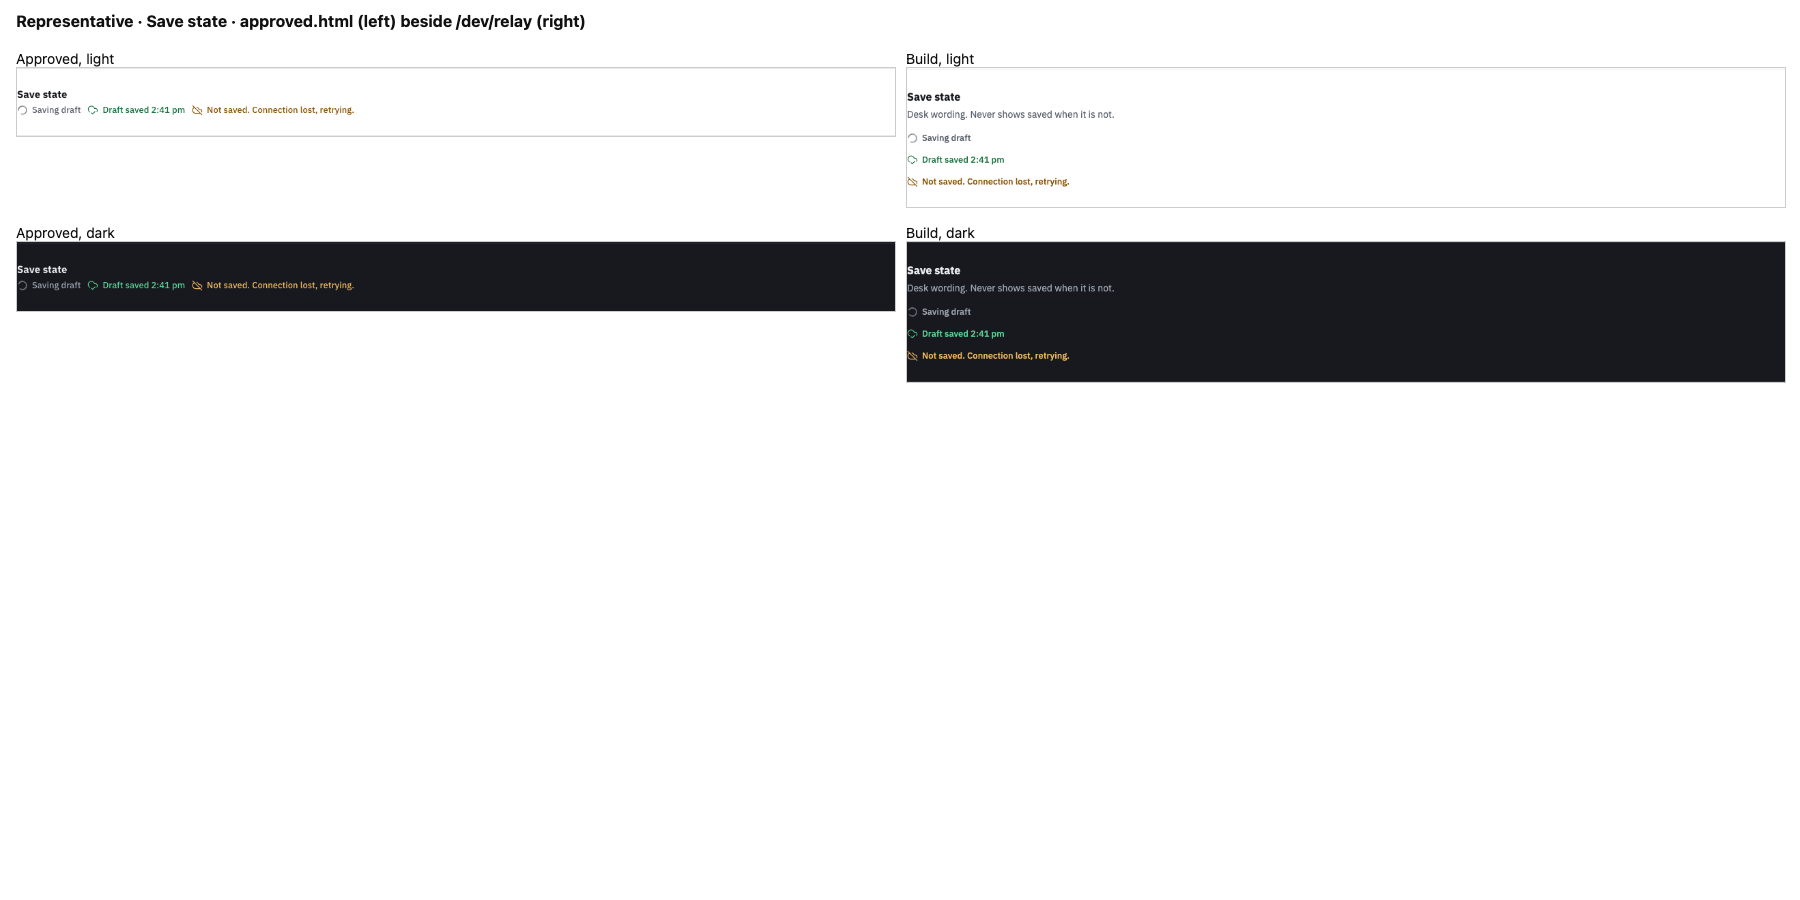 Representative · Save state · approved.html (left) beside /dev/relay (right)
Approved, light
Save state
Saving draft Draft saved 2:41 pm Not saved. Connection lost, retrying.
Build, light
Save state
Desk wording. Never shows saved when it is not.
Saving draft
Draft saved 2:41 pm
Not saved. Connection lost, retrying.
Approved, dark
Save state
Saving draft Draft saved 2:41 pm Not saved. Connection lost, retrying.
Build, dark
Save state
Desk wording. Never shows saved when it is not.
Saving draft
Draft saved 2:41 pm
Not saved. Connection lost, retrying.